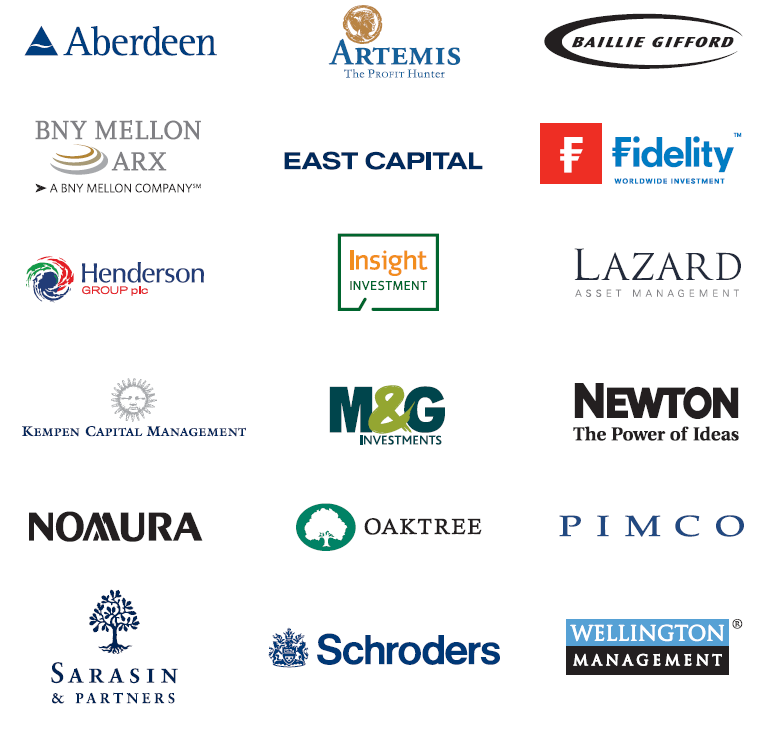 Aberdeen
ARTEMIS
The PROFIT Hunter
BAILLIE GIFFORD
BNY MELLON
ARX
A BNY MELLON COMPANY℠
EAST CAPITAL
F Fidelity™
WORLDWIDE INVESTMENT
Henderson
GROUP plc
Insight
INVESTMENT
LAZARD
ASSET MANAGEMENT
KEMPEN CAPITAL MANAGEMENT
M&G
INVESTMENTS
NEWTON
The Power of Ideas
NOMURA
OAKTREE
PIMCO
SARASIN
& PARTNERS
Schroders
WELLINGTON ®
MANAGEMENT